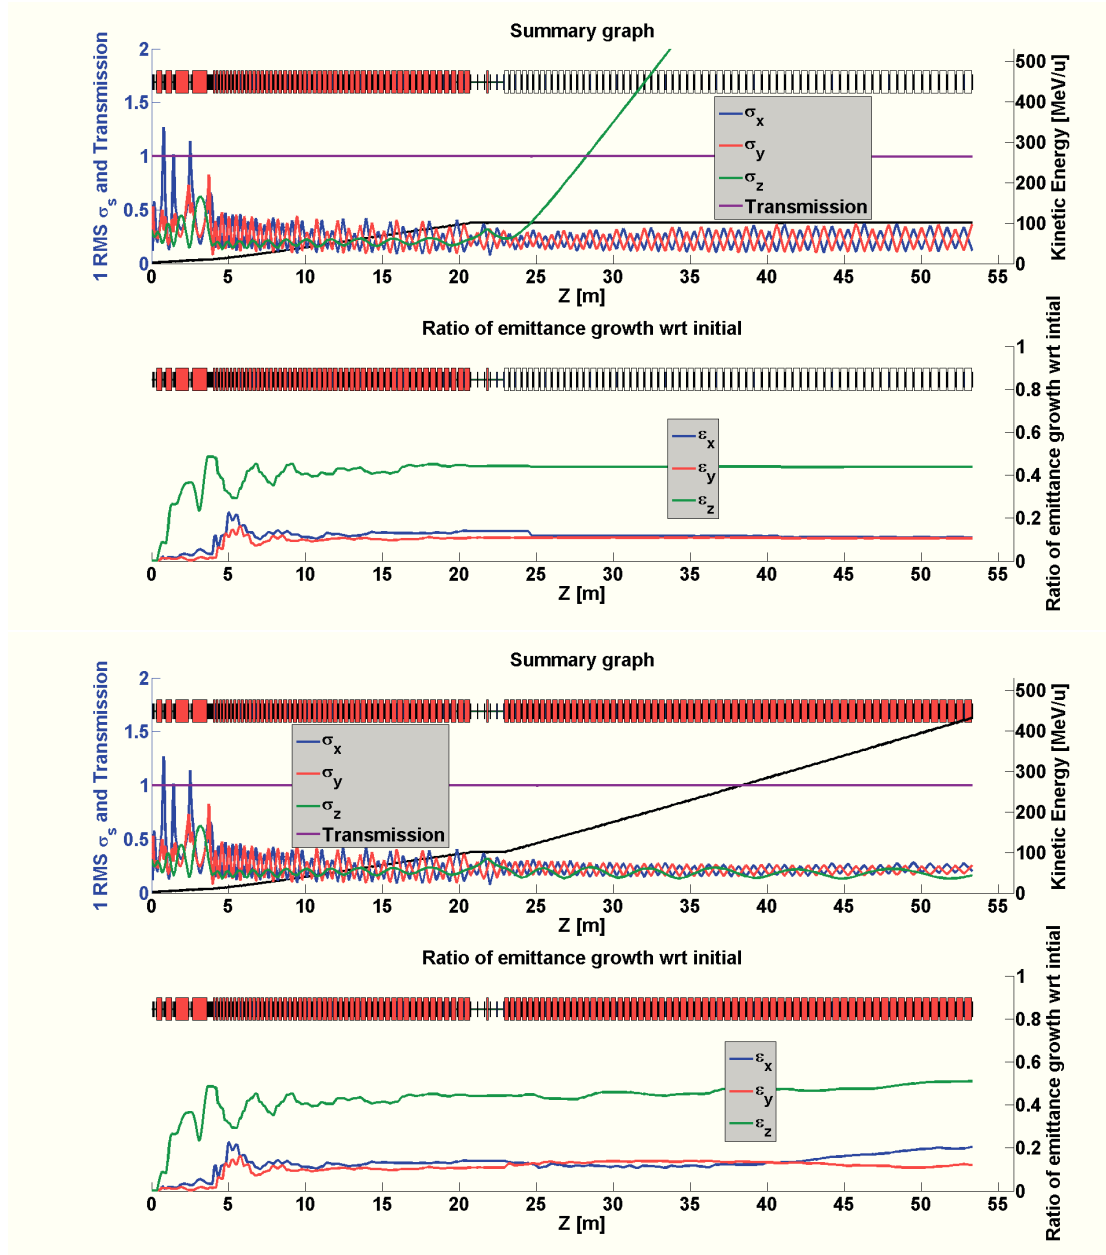 Summary graph
1 RMS σs and Transmission
2
1.5
1
0.5
0
500
400
300
200
100
0
Kinetic Energy [MeV/u]
σx
σy
σz
Transmission
0 5 10 15 20 25 30 35 40 45 50 55
Z [m]
Ratio of emittance growth wrt initial
1
0.8
0.6
0.4
0.2
0
Ratio of emittance growth wrt intial
εx
εy
εz
0 5 10 15 20 25 30 35 40 45 50 55
Z [m]
Summary graph
1 RMS σs and Transmission
2
1.5
1
0.5
0
500
400
300
200
100
0
Kinetic Energy [MeV/u]
σx
σy
σz
Transmission
0 5 10 15 20 25 30 35 40 45 50 55
Z [m]
Ratio of emittance growth wrt initial
1
0.8
0.6
0.4
0.2
0
Ratio of emittance growth wrt intial
εx
εy
εz
0 5 10 15 20 25 30 35 40 45 50 55
Z [m]